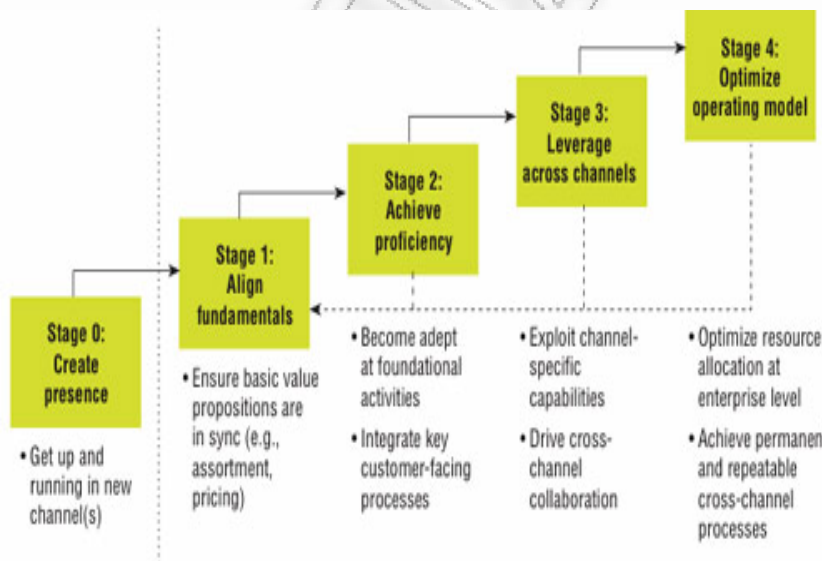 Stage 0:
Create
presence
• Get up and
running in new
channel(s)
Stage 1:
Align
fundamentals
• Ensure basic value
propositions are
in sync (e.g.,
assortment,
pricing)
Stage 2:
Achieve
proficiency
• Become adept
at foundational
activities
• Integrate key
customer-facing
processes
Stage 3:
Leverage
across channels
• Exploit channel-
specific
capabilities
• Drive cross-
channel
collaboration
Stage 4:
Optimize
operating model
• Optimize resource
allocation at
enterprise level
• Achieve permanen
and repeatable
cross-channel
processes